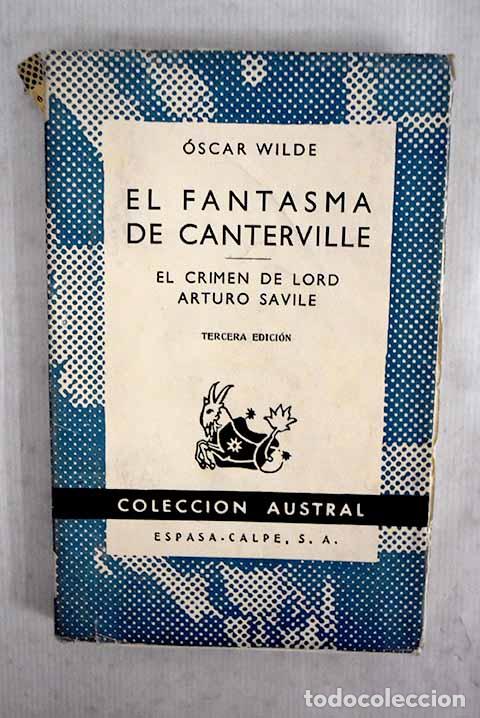 ÓSCAR WILDE
EL FANTASMA
DE CANTERVILLE
EL CRIMEN DE LORD
ARTURO SAVILE
TERCERA EDICIÓN
COLECCION AUSTRAL
ESPASA-CALPE, S. A.
todocoleccion